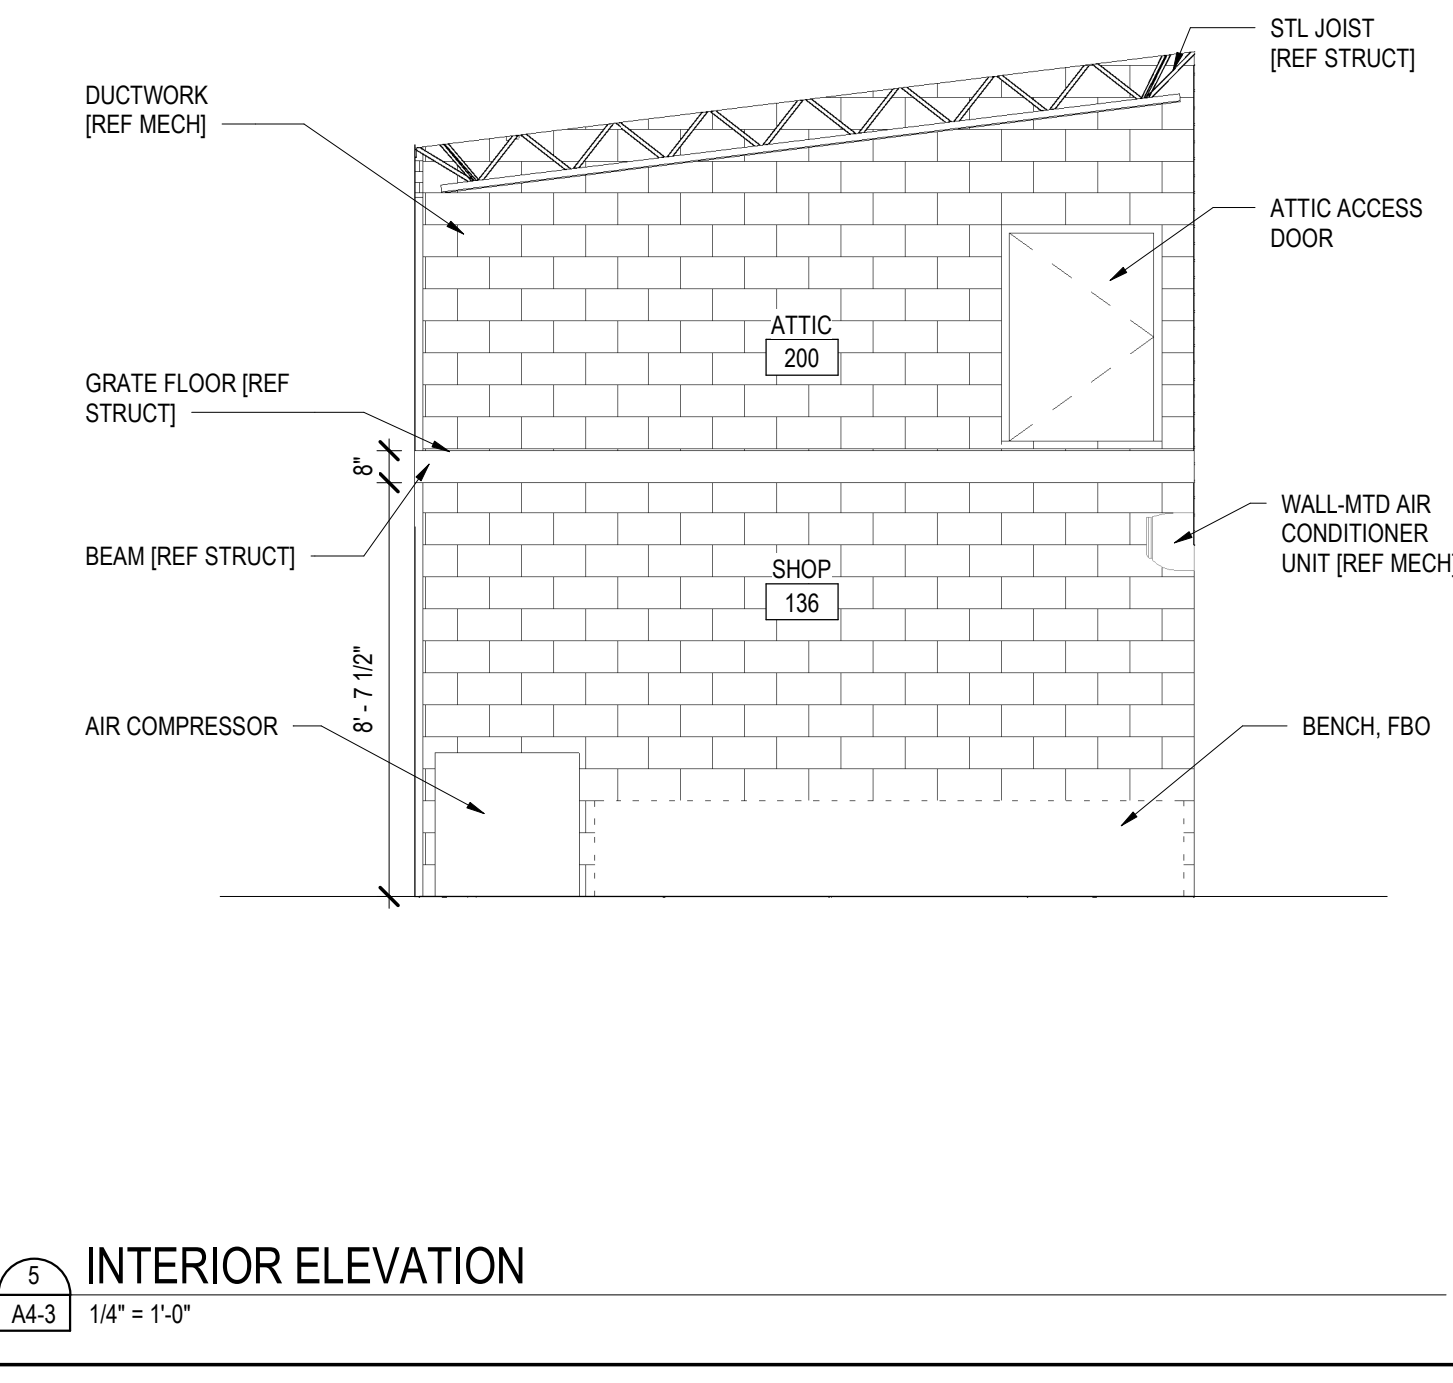 STL JOIST
[REF STRUCT]
DUCTWORK
[REF MECH]
ATTIC ACCESS
DOOR
ATTIC
200
GRATE FLOOR [REF
STRUCT]
8"
WALL-MTD AIR
CONDITIONER
UNIT [REF MECH]
BEAM [REF STRUCT]
SHOP
136
8' - 7 1/2"
AIR COMPRESSOR
BENCH, FBO
5
INTERIOR ELEVATION
A4-3
1/4" = 1'-0"